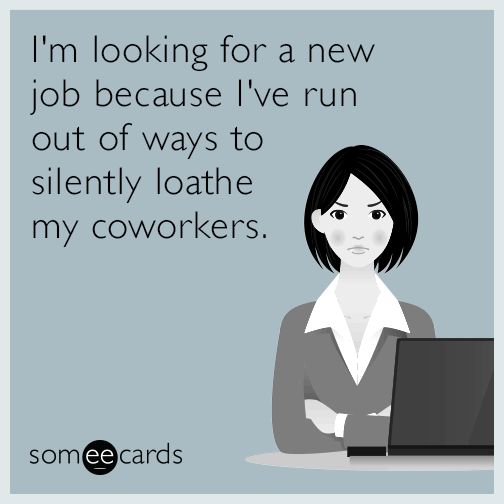 I'm looking for a new
job because I've run
out of ways to
silently loathe
my coworkers.
someecards